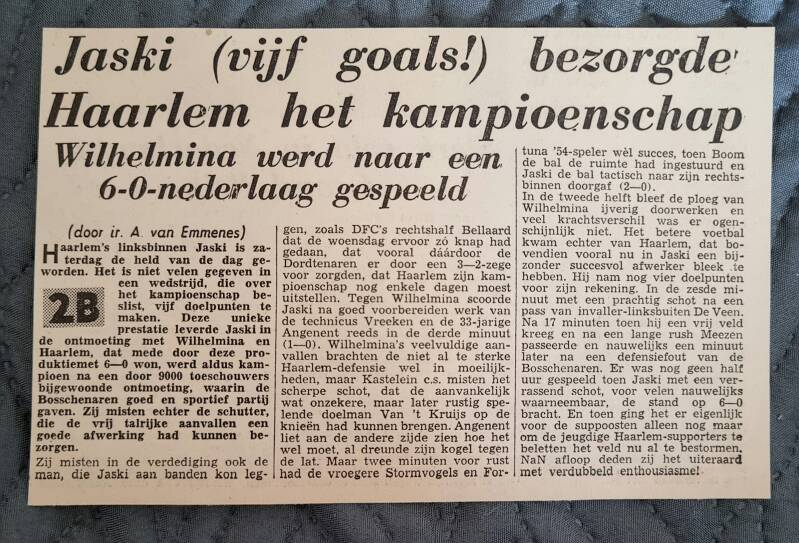 Jaski (vijf goals!) bezorgde
Haarlem het kampioenschap
Wilhelmina werd naar een
6-0-nederlaag gespeeld
(door ir. A. van Emmenes)
Haarlem's linksbinnen Jaski is za-
terdag de held van de dag ge-
worden. Het is niet velen gegeven in
een wedstrijd, die over
het kampioenschap be-
2B
slist, vijf doelpunten te
maken. Deze unieke
prestatie leverde Jaski in
de ontmoeting met Wilhelmina en
Haarlem, dat mede door deze pro-
duktiemet 6—0 won, werd aldus kam-
pioen na een door 9000 toeschouwers
bijgewoonde ontmoeting, waarin de
Bosschenaren goed en sportief partij
gaven. Zij misten echter de schutter,
die de vrij talrijke aanvallen een
goede afwerking had kunnen be-
zorgen.
Zij misten in de verdediging ook de
man, die Jaski aan banden kon leg-
gen, zoals DFC's rechtshalf Bellaard
dat de woensdag ervoor zó knap had
gedaan, dat vooral dáárdoor de
Dordtenaren er door een 3—2-zege
voor zorgden, dat Haarlem zijn kam-
pioenschap nog enkele dagen moest
uitstellen. Tegen Wilhelmina scoorde
Jaski na goed voorbereiden werk van
de technicus Vreeken en de 33-jarige
Angenent reeds in de derde minuut
(1—0). Wilhelmina's veelvuldige aan-
vallen brachten de niet al te sterke
Haarlem-defensie wel in moeilijk-
heden, maar Kastelein c.s. misten het
scherpe schot, dat de aanvankelijk
wat onzekere, maar later rustig spe-
lende doelman Van 't Kruijs op de
knieën had kunnen brengen. Angenent
liet aan de andere zijde zien hoe het
wel moet, al dreunde zijn kogel tegen
de lat. Maar twee minuten voor rust
had de vroegere Stormvogels en For-
tuna '54-speler wèl succes, toen Boom
de bal de ruimte had ingestuurd en
Jaski de bal tactisch naar zijn rechts-
binnen doorgaf (2—0).
In de tweede helft bleef de ploeg van
Wilhelmina ijverig doorwerken en
veel krachtsverschil was er ogen-
schijnlijk niet. Het betere voetbal
kwam echter van Haarlem, dat bo-
vendien vooral nu in Jaski een bij-
zonder succesvol afwerker bleek te
hebben. Hij nam nog vier doelpunten
voor zijn rekening. In de zesde mi-
nuut met een prachtig schot na een
pass van invaller-linksbuiten De Veen.
Na 17 minuten toen hij een vrij veld
kreeg en na een lange rush Meezen
passeerde en nauwelijks een minuut
later na een defensiefout van de
Bosschenaren. Er was nog geen half
uur gespeeld toen Jaski met een ver-
rassend schot, voor velen nauwelijks
waarneembaar, de stand op 6—0
bracht. En toen ging het er eigenlijk
voor de suppoosten alleen nog maar
om de jeugdige Haarlem-supporters te
beletten het veld nu al te bestormen.
NaN afloop deden zij het uiteraard
met verdubbeld enthousiasme!